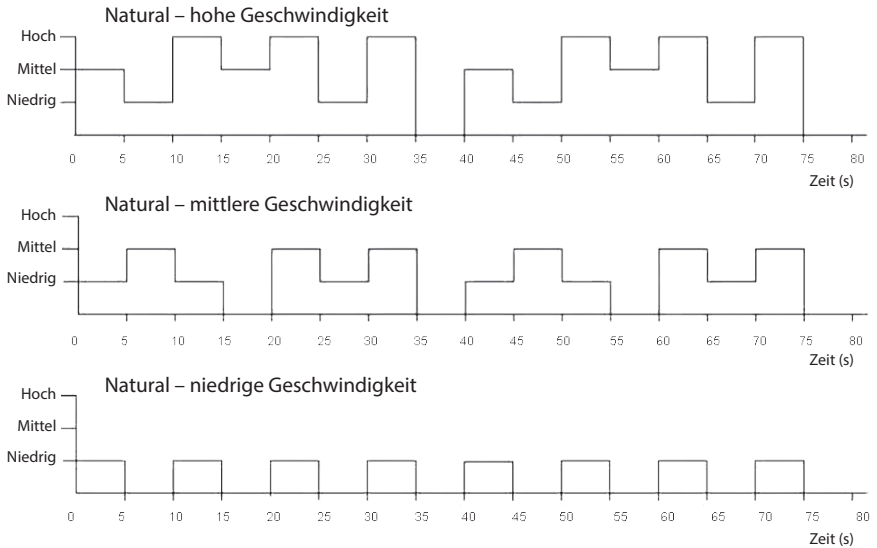 Natural – hohe Geschwindigkeit
Hoch
Mittel
Niedrig
0 5 10 15 20 25 30 35 40 45 50 55 60 65 70 75 80
Zeit (s)
Natural – mittlere Geschwindigkeit
Hoch
Mittel
Niedrig
0 5 10 15 20 25 30 35 40 45 50 55 60 65 70 75 80
Zeit (s)
Natural – niedrige Geschwindigkeit
Hoch
Mittel
Niedrig
0 5 10 15 20 25 30 35 40 45 50 55 60 65 70 75 80
Zeit (s)